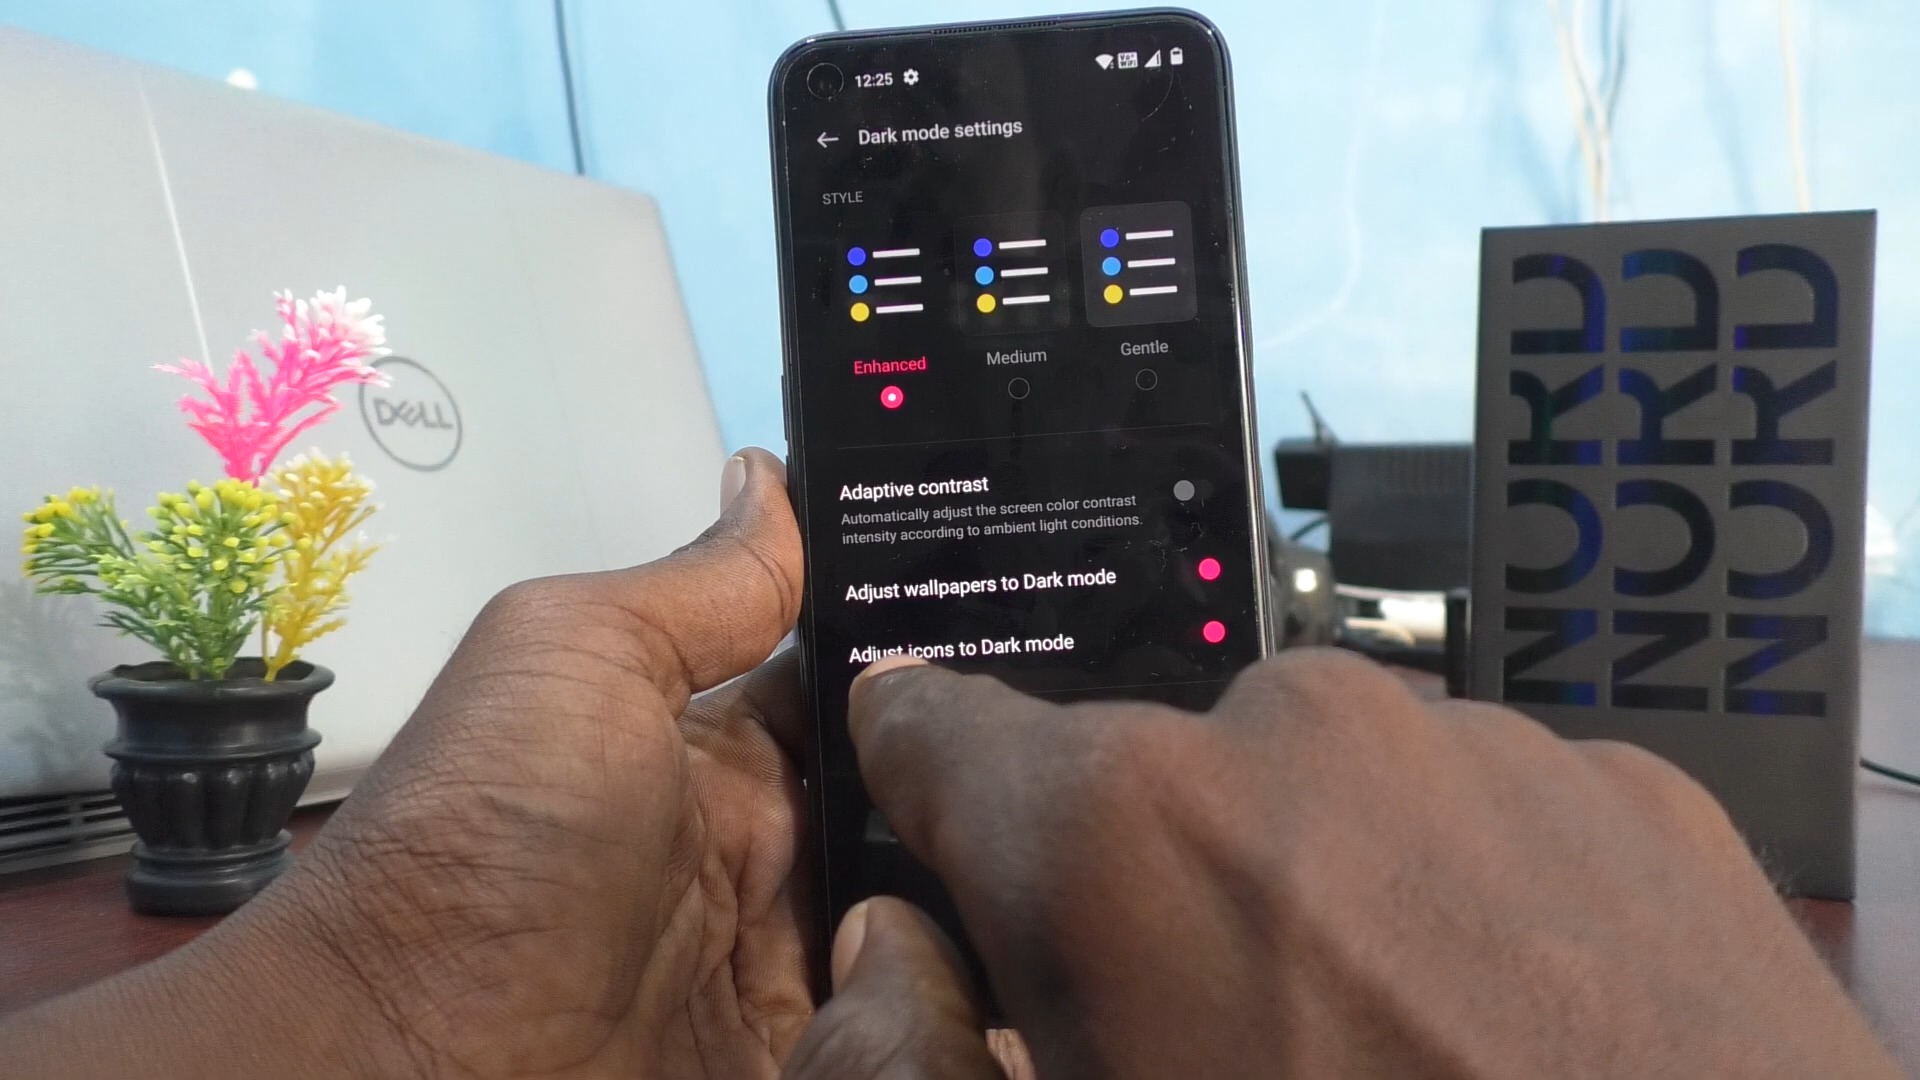 12:25
Dark mode settings
STYLE
Enhanced
Medium
Gentle
Adaptive contrast
Automatically adjust the screen color contrast
intensity according to ambient light conditions.
Adjust wallpapers to Dark mode
Adjust icons to Dark mode
DELL
NORD
NORD
NORD